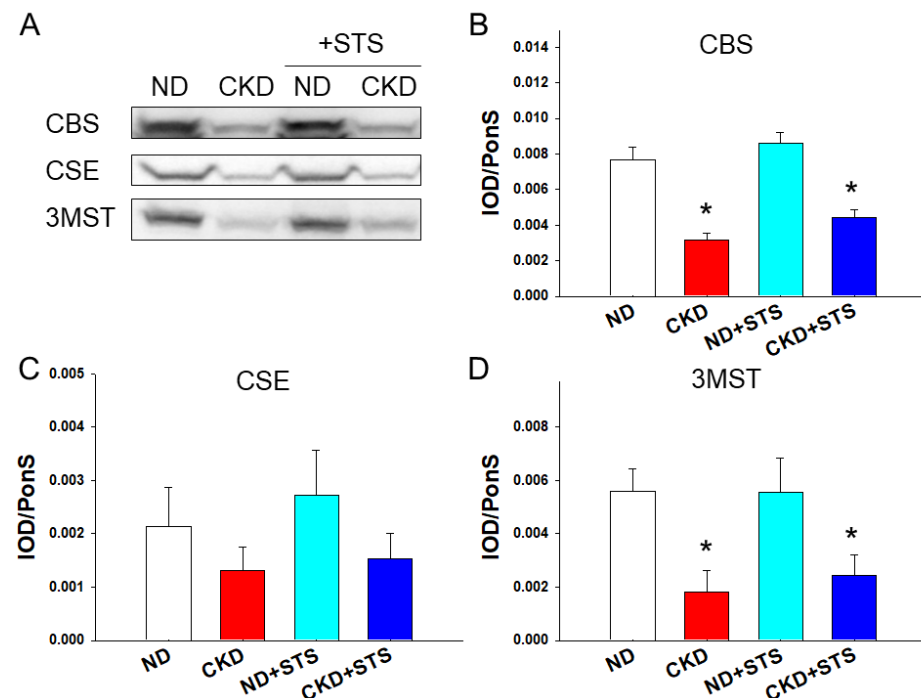 A
+STS
ND CKD ND CKD
CBS
CSE
3MST
B
CBS
IOD/PonS
0.014
0.012
0.010
0.008
0.006
0.004
0.002
0.000
*
*
ND CKD ND+STS CKD+STS
C
CSE
IOD/PonS
0.005
0.004
0.003
0.002
0.001
0.000
ND CKD ND+STS CKD+STS
D
3MST
IOD/PonS
0.008
0.006
0.004
0.002
0.000
*
*
ND CKD ND+STS CKD+STS